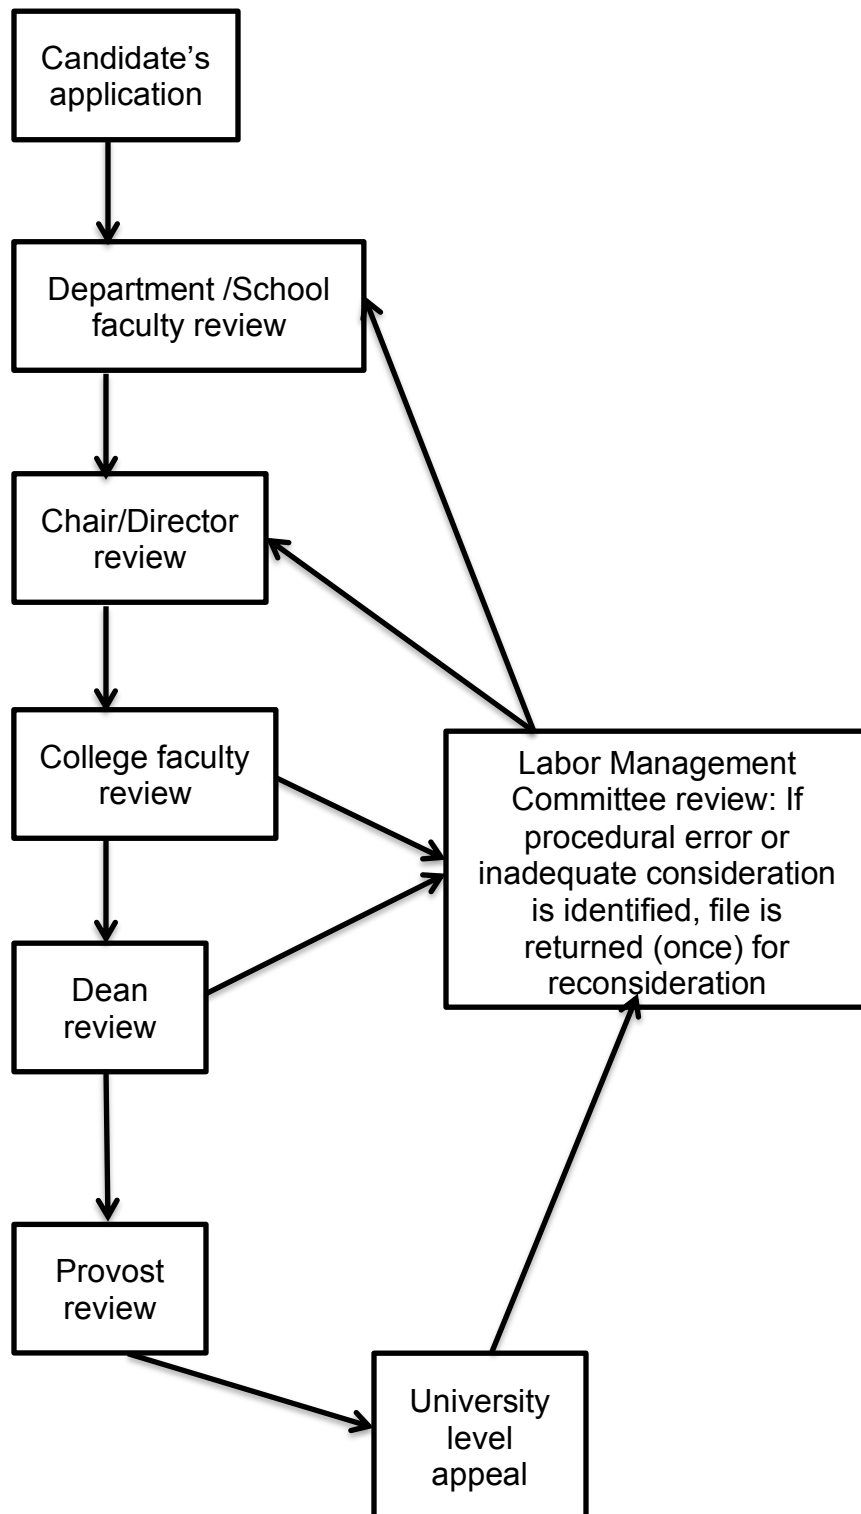 Candidate's
application
Department /School
faculty review
Chair/Director
review
College faculty
review
Labor Management
Committee review: If
procedural error or
inadequate consideration
is identified, file is
returned (once) for
reconsideration
Dean
review
Provost
review
University
level
appeal